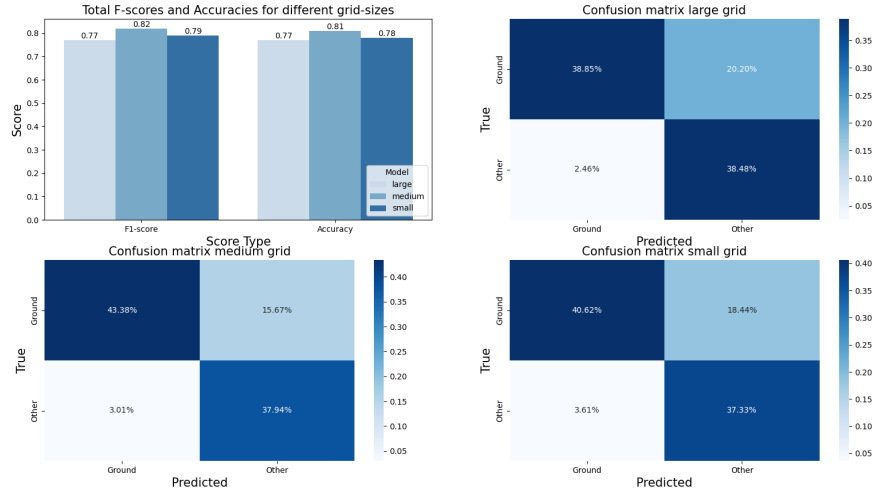 Total F-scores and Accuracies for different grid-sizes
0.8
0.7
0.6
0.5
0.4
0.3
0.2
0.1
0.0
Score
0.77
0.82
0.79
0.77
0.81
0.78
Model
large
medium
small
F1-score
Accuracy
Score Type
Confusion matrix large grid
True
Ground
Other
38.85%
20.20%
2.46%
38.48%
Ground
Other
Predicted
0.35
0.30
0.25
0.20
0.15
0.10
0.05
Confusion matrix medium grid
True
Ground
Other
43.38%
15.67%
3.01%
37.94%
Ground
Other
Predicted
0.40
0.35
0.30
0.25
0.20
0.15
0.10
0.05
Confusion matrix small grid
True
Ground
Other
40.62%
18.44%
3.61%
37.33%
Ground
Other
Predicted
0.40
0.35
0.30
0.25
0.20
0.15
0.10
0.05